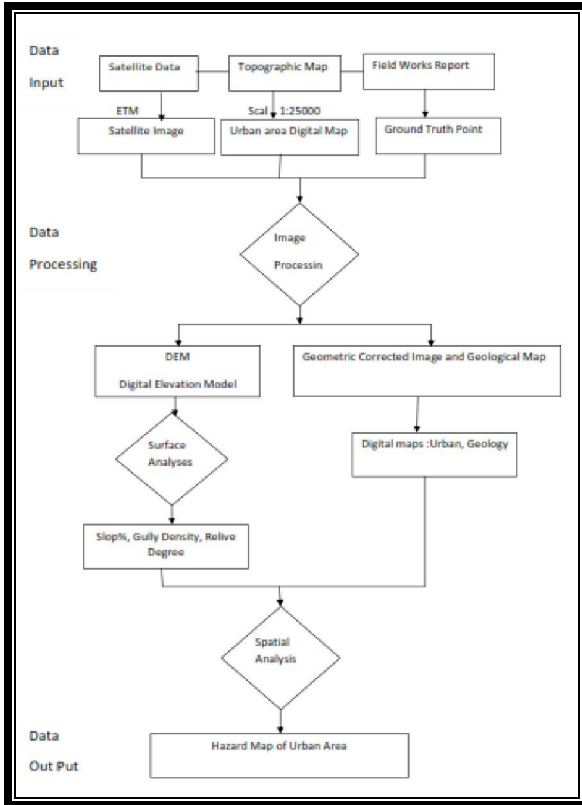 Data
Input
Satellite Data
Topographic Map
Field Works Report
ETM
Scal 1:25000
Satellite Image
Urban area Digital Map
Ground Truth Point
Data
Processing
Image
Processin
DEM
Digital Elevation Model
Geometric Corrected Image and Geological Map
Surface
Analyses
Digital maps :Urban, Geology
Slop%, Gully Density, Relive
Degree
Spatial
Analysis
Data
Out Put
Hazard Map of Urban Area